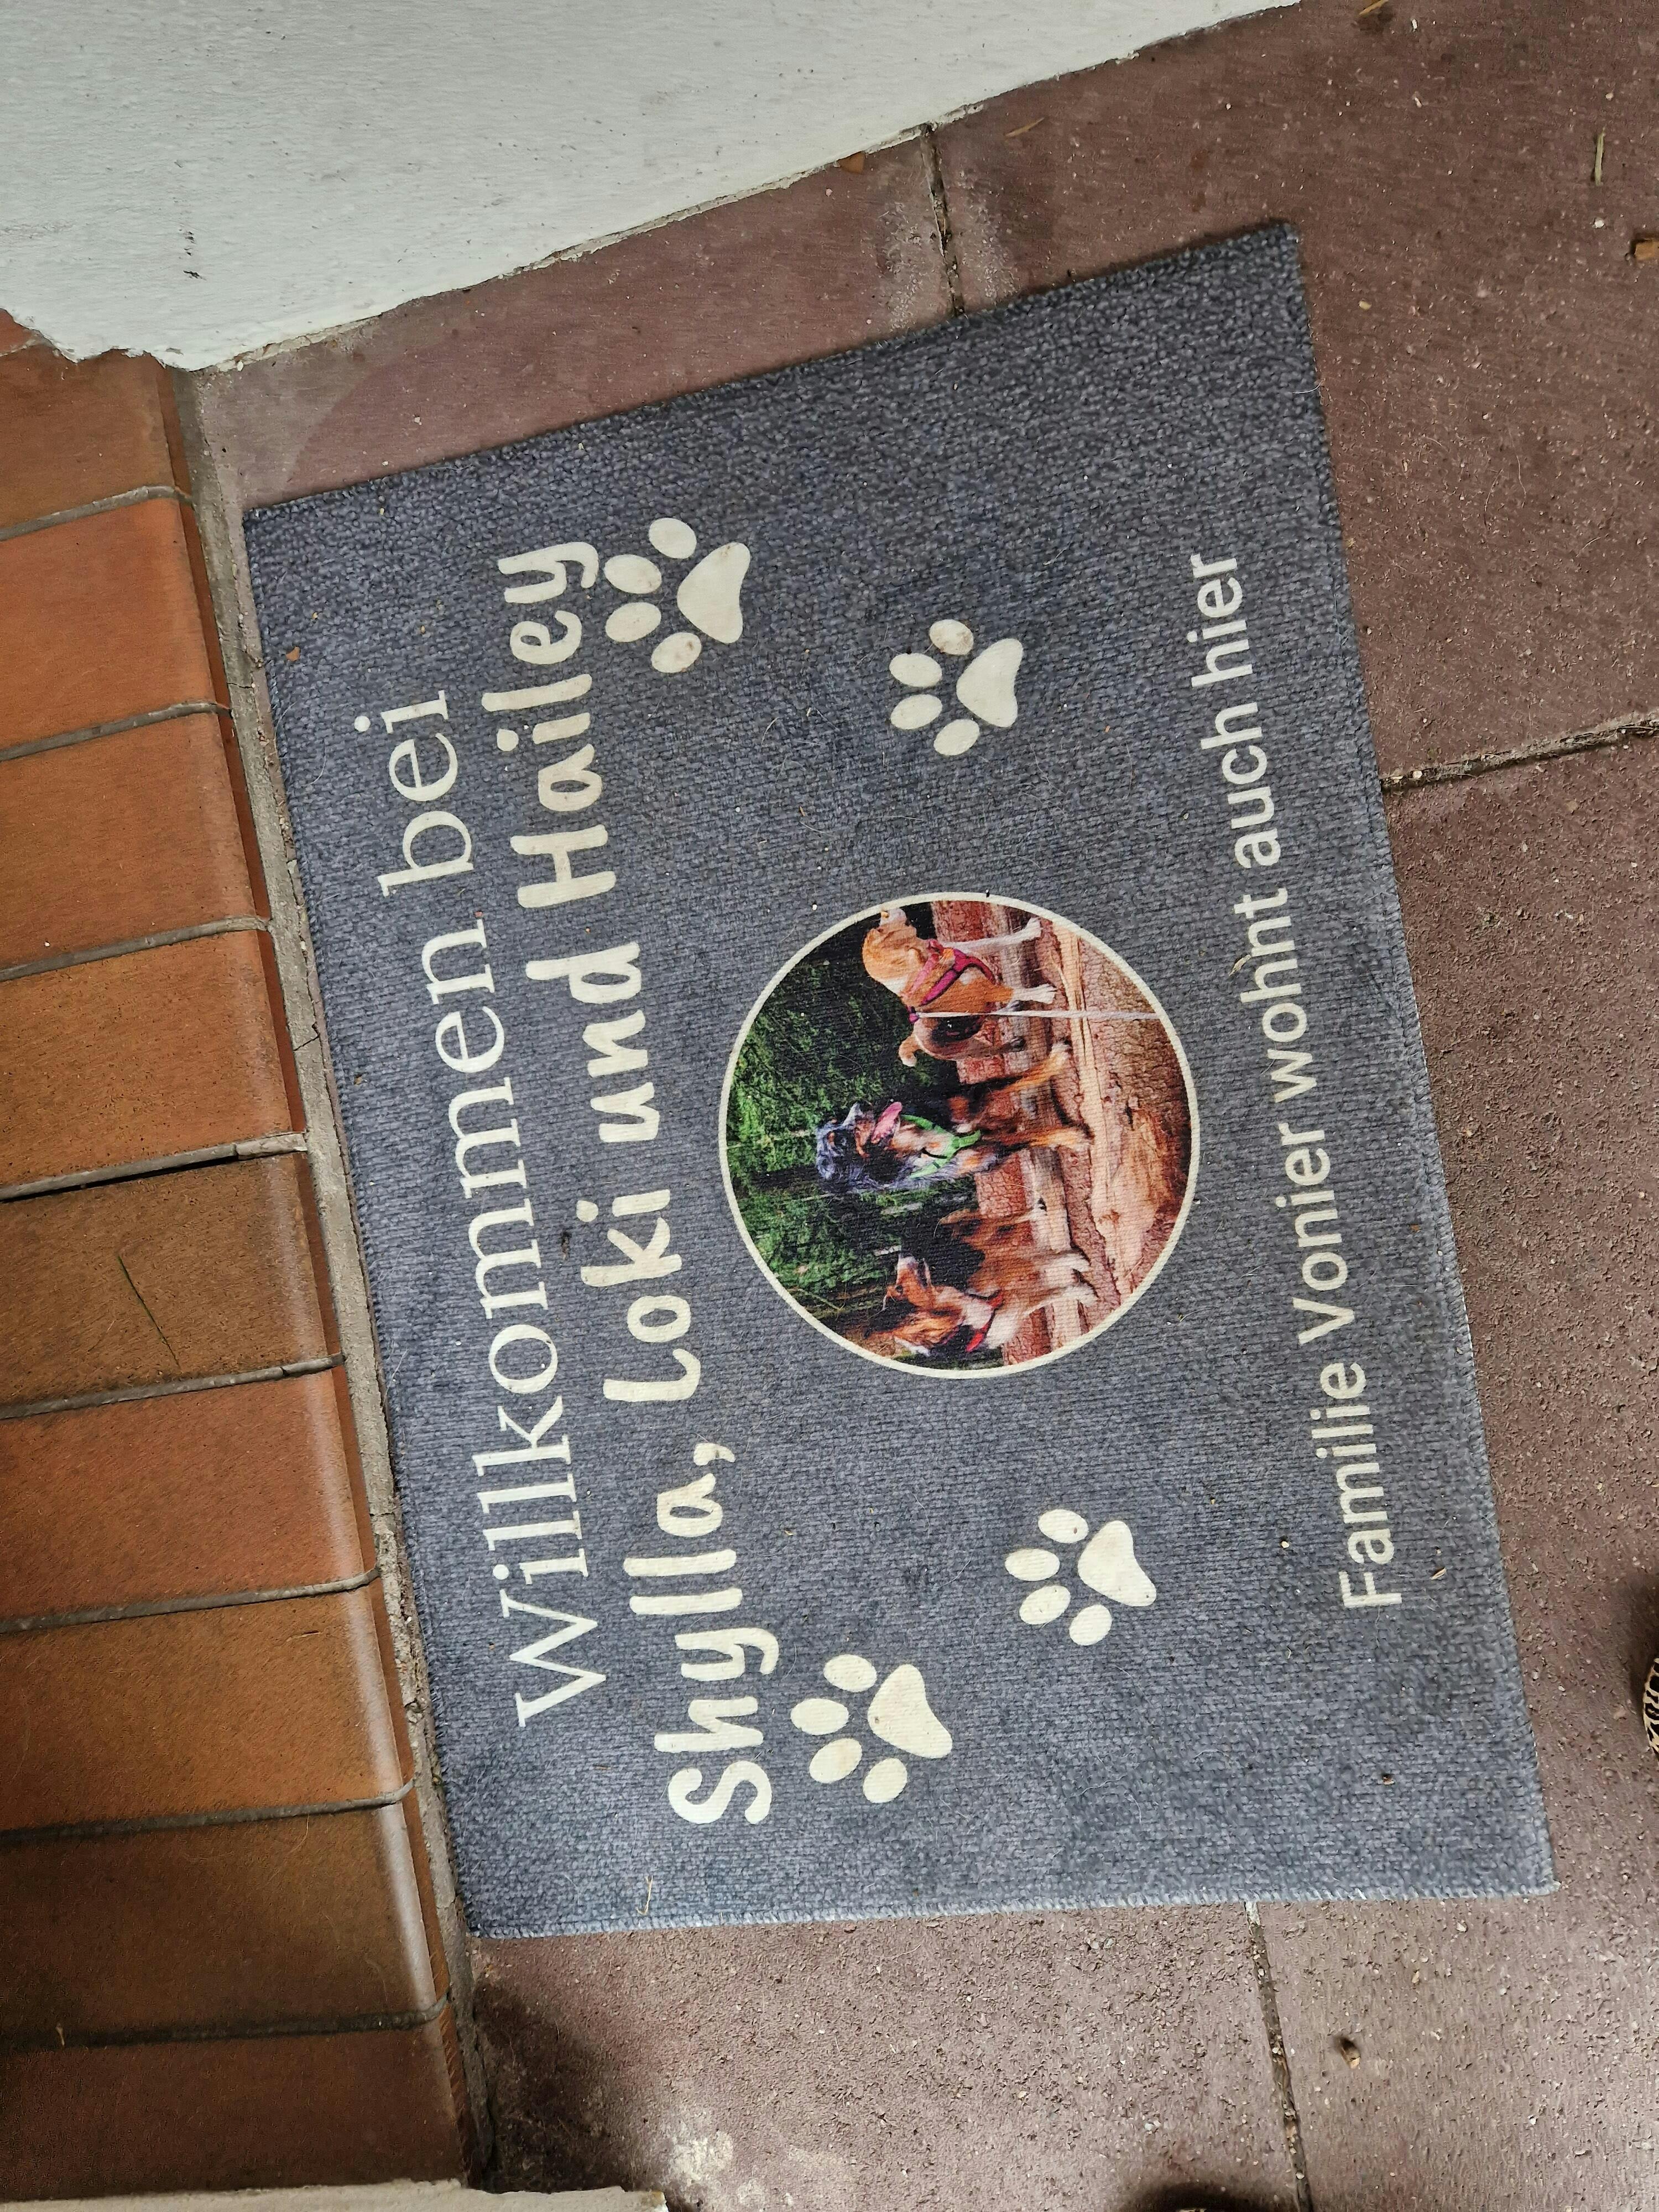 Willkommen bei
Shylla, Loki und Hailey
Familie Vonier wohnt auch hier